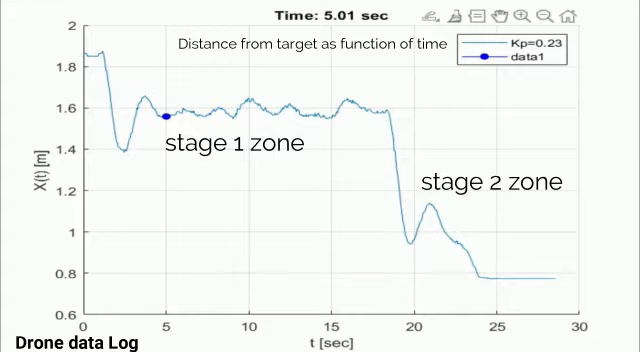 Time: 5.01 sec
Distance from target as function of time
Kp=0.23
data1
stage 1 zone
stage 2 zone
X(t) [m]
2
1.8
1.6
1.4
1.2
1
0.8
0.6
0
5
10
15
20
25
30
t [sec]
Drone data Log